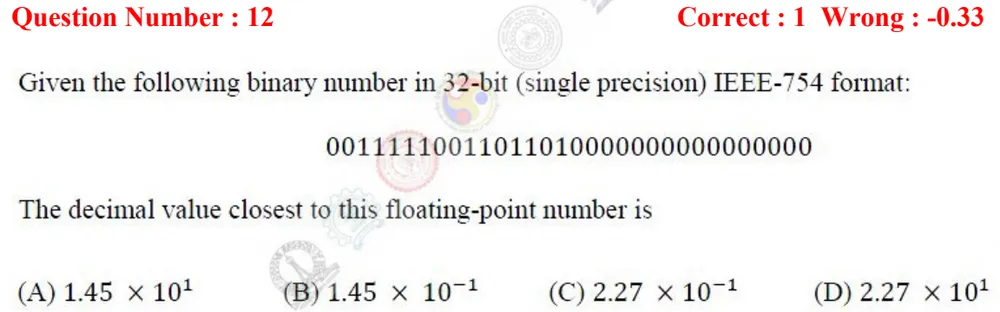 Question Number : 12 Correct : 1 Wrong : -0.33
Given the following binary number in 32-bit (single precision) IEEE-754 format:
00111110011011010000000000000000
The decimal value closest to this floating-point number is
(A) 1.45 × 10¹ (B) 1.45 × 10⁻¹ (C) 2.27 × 10⁻¹ (D) 2.27 × 10¹